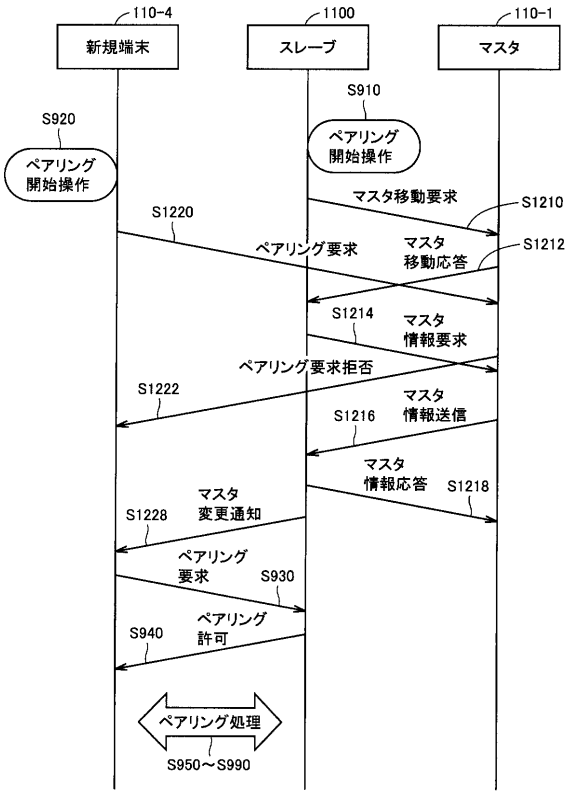 110-4
1100
110-1
新規端末
スレーブ
マスタ
S910
S920
ペアリング
開始操作
ペアリング
開始操作
マスタ移動要求
S1210
S1220
ペアリング要求
マスタ
移動応答
S1212
S1214
マスタ
情報要求
ペアリング要求拒否
S1222
マスタ
情報送信
S1216
マスタ
情報応答
S1218
マスタ
変更通知
S1228
ペアリング
要求
S930
ペアリング
許可
S940
ペアリング処理
S950～S990